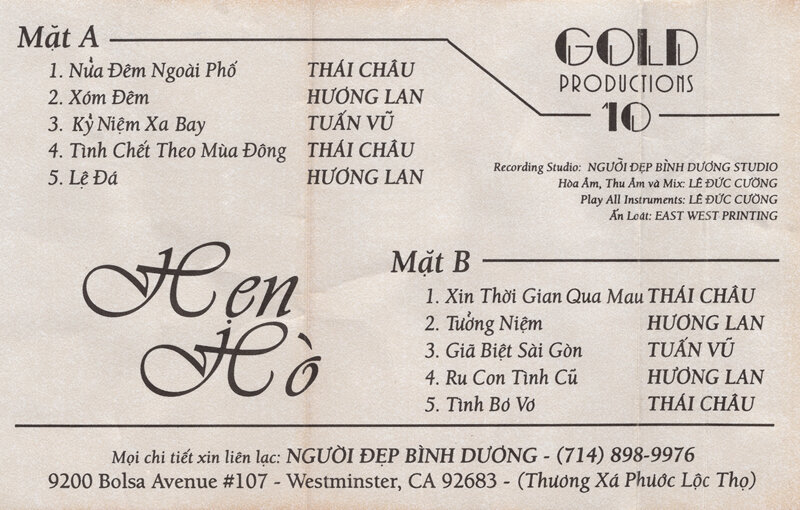 Mặt A
1. Nửa Đêm Ngoài Phố THÁI CHÂU
2. Xóm Đêm HƯƠNG LAN
3. Kỷ Niệm Xa Bay TUẤN VŨ
4. Tình Chết Theo Mùa Đông THÁI CHÂU
5. Lệ Đá HƯƠNG LAN
GOLD
PRODUCTIONS
10
Recording Studio: NGƯỜI ĐẸP BÌNH DƯƠNG STUDIO
Hòa Âm, Thu Âm và Mix: LÊ ĐỨC CƯỜNG
Play All Instruments: LÊ ĐỨC CƯỜNG
Ấn Loát: EAST WEST PRINTING
Hẹn
Hò
Mặt B
1. Xin Thời Gian Qua Mau THÁI CHÂU
2. Tưởng Niệm HƯƠNG LAN
3. Giã Biệt Sài Gòn TUẤN VŨ
4. Ru Con Tình Cũ HƯƠNG LAN
5. Tình Bơ Vơ THÁI CHÂU
Mọi chi tiết xin liên lạc: NGƯỜI ĐẸP BÌNH DƯƠNG - (714) 898-9976
9200 Bolsa Avenue #107 - Westminster, CA 92683 - (Thương Xá Phước Lộc Thọ)